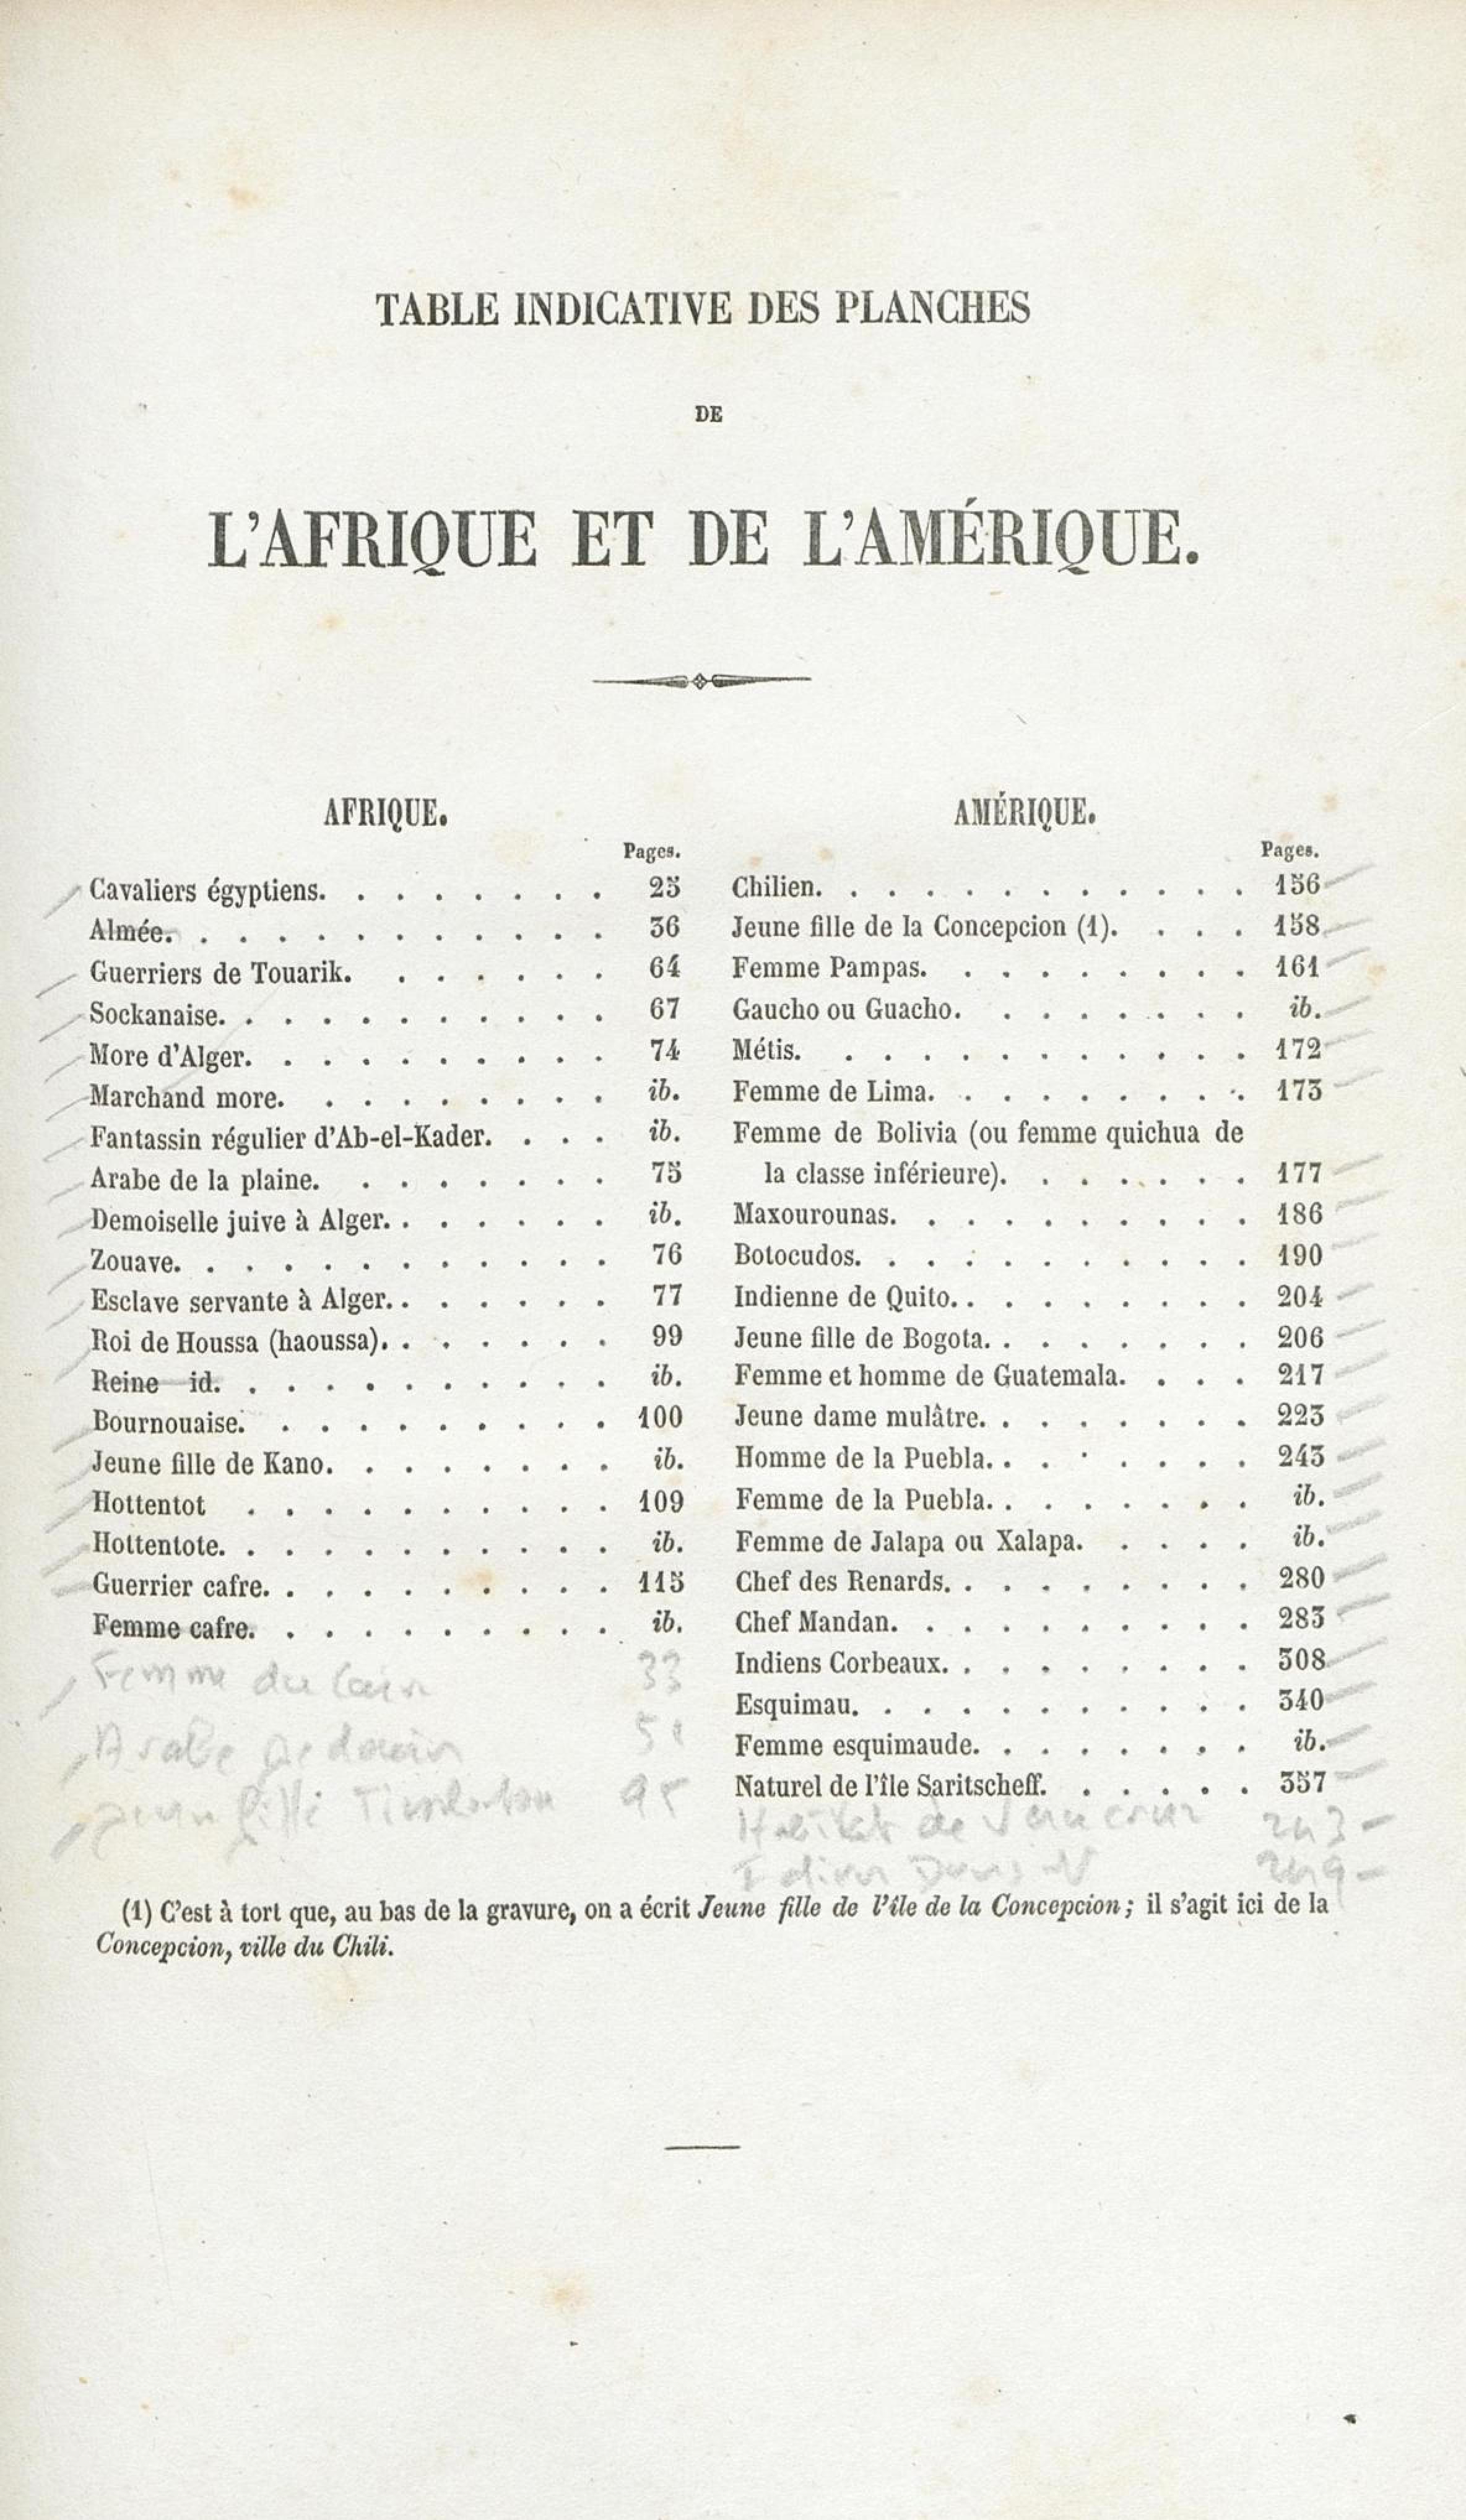 TABLE INDICATIVE DES PLANCHES
DE
L'AFRIQUE ET DE L'AMÉRIQUE.
AFRIQUE.
Pages.
Cavaliers égyptiens. . . . . . . . 25
Almée. . . . . . . . . . . . 36
Guerriers de Touarik. . . . . . . 64
Sockanaise. . . . . . . . . . . 67
More d'Alger. . . . . . . . . . 74
Marchand more. . . . . . . . . ib.
Fantassin régulier d'Ab-el-Kader. . . . ib.
Arabe de la plaine. . . . . . . . 75
Demoiselle juive à Alger. . . . . . . ib.
Zouave. . . . . . . . . . . . 76
Esclave servante à Alger. . . . . . . 77
Roi de Houssa (haoussa). . . . . . . 99
Reine id. . . . . . . . . . . ib.
Bournouaise. . . . . . . . . . 100
Jeune fille de Kano. . . . . . . . ib.
Hottentot . . . . . . . . . . 109
Hottentote. . . . . . . . . . . ib.
Guerrier cafre. . . . . . . . . . 115
Femme cafre. . . . . . . . . . ib.
Femme du Caire 33
Arabe bedouin
AMÉRIQUE.
Pages.
Chilien. . . . . . . . . . . . 156
Jeune fille de la Concepcion (1). . . . 158
Femme Pampas. . . . . . . . . 161
Gaucho ou Guacho. . . . . . . . ib.
Métis. . . . . . . . . . . . 172
Femme de Lima. . . . . . . . . 173
Femme de Bolivia (ou femme quichua de
la classe inférieure). . . . . . . 177
Maxourounas. . . . . . . . . . 186
Botocudos. . . . . . . . . . . 190
Indienne de Quito. . . . . . . . . 204
Jeune fille de Bogota. . . . . . . . 206
Femme et homme de Guatemala. . . . 217
Jeune dame mulâtre. . . . . . . . 223
Homme de la Puebla. . . . . . . 243
Femme de la Puebla. . . . . . . . ib.
Femme de Jalapa ou Xalapa. . . . . ib.
Chef des Renards. . . . . . . . . 280
Chef Mandan. . . . . . . . . . 283
Indiens Corbeaux. . . . . . . . . 308
Esquimau. . . . . . . . . . . 340
Femme esquimaude. . . . . . . . ib.
Naturel de l'île Saritscheff. . . . . . 357
243 -
249 -
(1) C'est à tort que, au bas de la gravure, on a écrit Jeune fille de l'île de la Concepcion; il s'agit ici de la
Concepcion, ville du Chili.